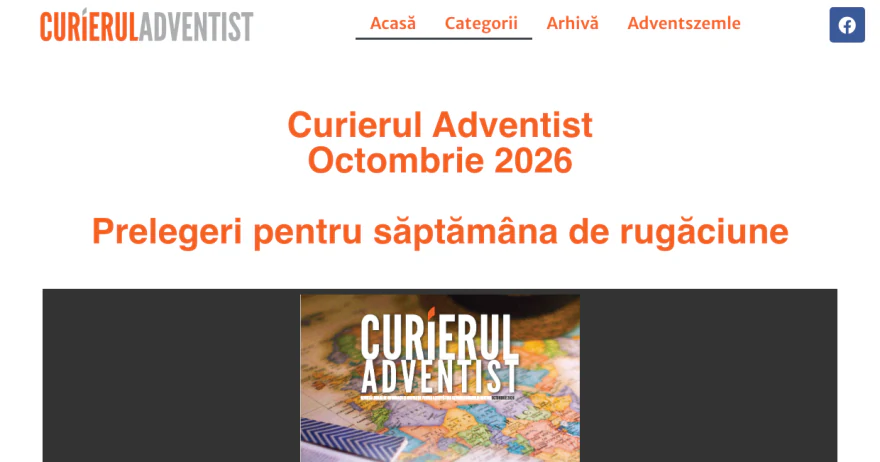 CURIERULADVENTIST
Acasă
Categorii
Arhivă
Adventszemle
Curierul Adventist
Octombrie 2026
Prelegeri pentru săptămâna de rugăciune
CURIERUL
ADVENTIST